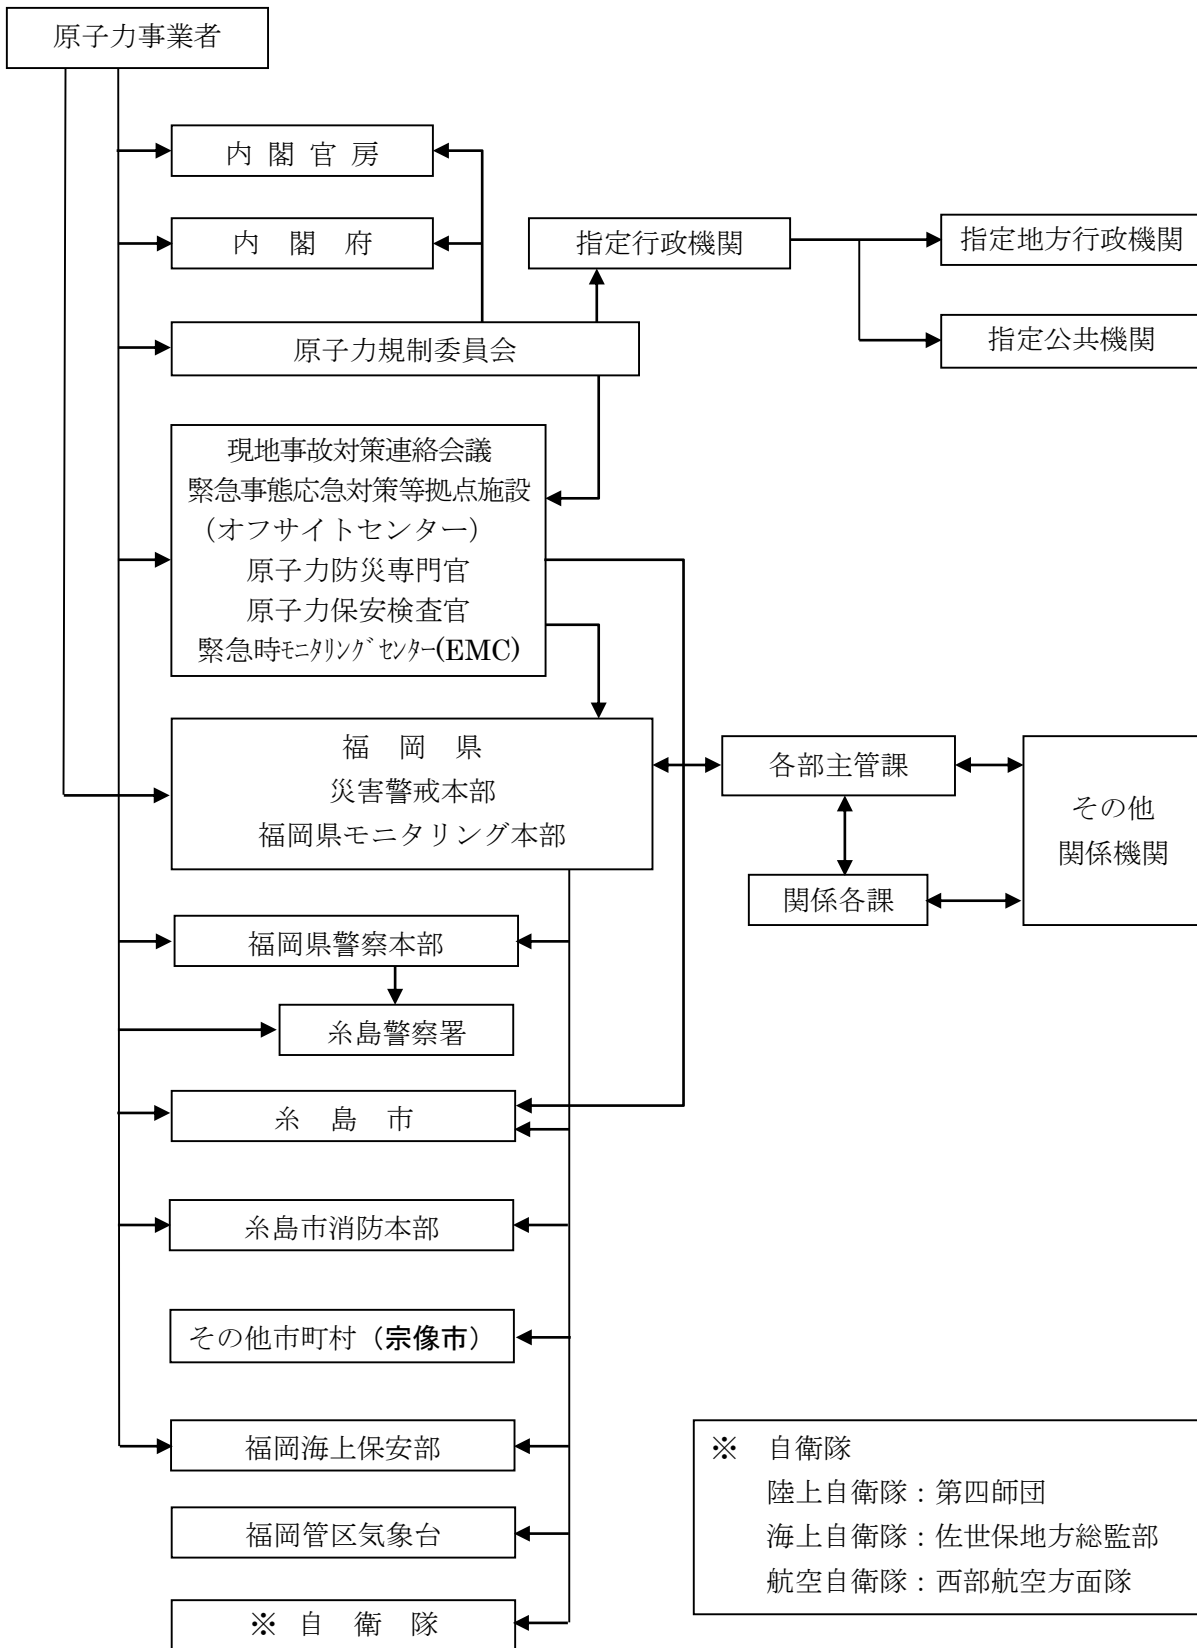 原子力事業者
内 閣 官 房
内 閣 府
指定行政機関
指定地方行政機関
指定公共機関
原子力規制委員会
現地事故対策連絡会議
緊急事態応急対策等拠点施設
（オフサイトセンター）
原子力防災専門官
原子力保安検査官
緊急時ﾓﾆﾀﾘﾝｸﾞｾﾝﾀｰ(EMC)
福 岡 県
災害警戒本部
福岡県モニタリング本部
各部主管課
関係各課
その他
関係機関
福岡県警察本部
糸島警察署
糸 島 市
糸島市消防本部
その他市町村（宗像市）
福岡海上保安部
福岡管区気象台
※ 自 衛 隊
※ 自衛隊
陸上自衛隊：第四師団
海上自衛隊：佐世保地方総監部
航空自衛隊：西部航空方面隊